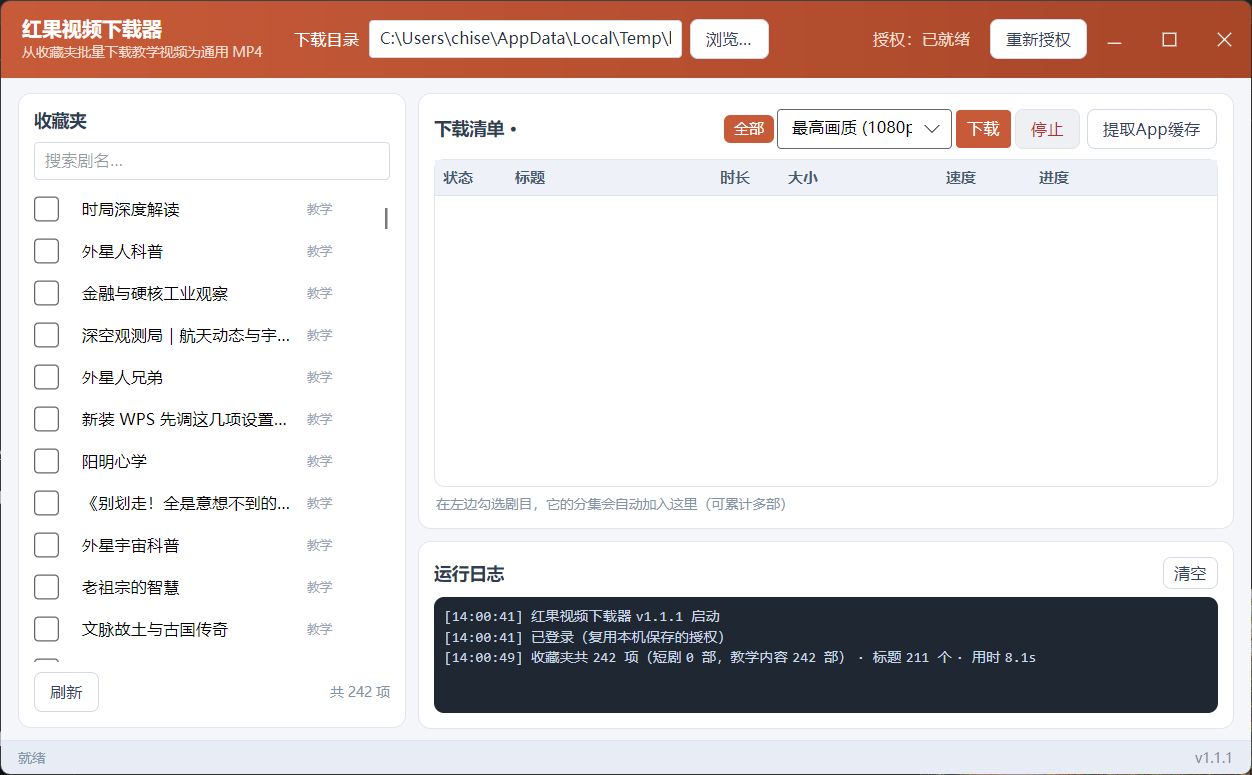 红果视频下载器
从收藏夹批量下载教学视频为通用 MP4
下载目录 C:\Users\chise\AppData\Local\Temp\ 浏览... 授权：已就绪 重新授权
收藏夹
搜索剧名...
时局深度解读 教学
外星人科普 教学
金融与硬核工业观察 教学
深空观测局｜航天动态与宇... 教学
外星人兄弟 教学
新装 WPS 先调这几项设置... 教学
阳明心学 教学
《别划走！全是意想不到的... 教学
外星宇宙科普 教学
老祖宗的智慧 教学
文脉故土与古国传奇 教学
刷新 共 242 项
下载清单 • 全部 最高画质 (1080p 下载 停止 提取App缓存
状态 标题 时长 大小 速度 进度
在左边勾选剧目，它的分集会自动加入这里（可累计多部）
运行日志 清空
[14:00:41] 红果视频下载器 v1.1.1 启动
[14:00:41] 已登录（复用本机保存的授权）
[14:00:49] 收藏夹共 242 项（短剧 0 部，教学内容 242 部） · 标题 211 个 · 用时 8.1s
就绪 v1.1.1